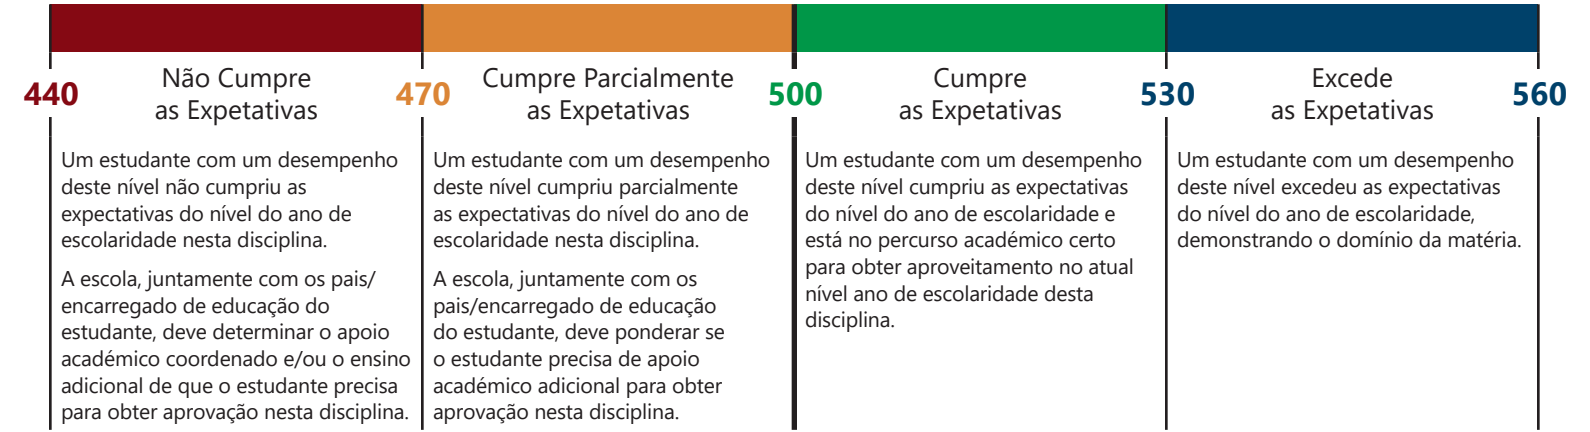 440
Não Cumpre
as Expetativas
470
Cumpre Parcialmente
as Expetativas
500
Cumpre
as Expetativas
530
Excede
as Expetativas
560
Um estudante com um desempenho
deste nível não cumpriu as
expectativas do nível do ano de
escolaridade nesta disciplina.
A escola, juntamente com os pais/
encarregado de educação do
estudante, deve determinar o apoio
académico coordenado e/ou o ensino
adicional de que o estudante precisa
para obter aprovação nesta disciplina.
Um estudante com um desempenho
deste nível cumpriu parcialmente
as expectativas do nível do ano de
escolaridade nesta disciplina.
A escola, juntamente com os
pais/encarregado de educação
do estudante, deve ponderar se
o estudante precisa de apoio
académico adicional para obter
aprovação nesta disciplina.
Um estudante com um desempenho
deste nível cumpriu as expectativas
do nível do ano de escolaridade e
está no percurso académico certo
para obter aproveitamento no atual
nível ano de escolaridade desta
disciplina.
Um estudante com um desempenho
deste nível excedeu as expectativas
do nível do ano de escolaridade,
demonstrando o domínio da matéria.